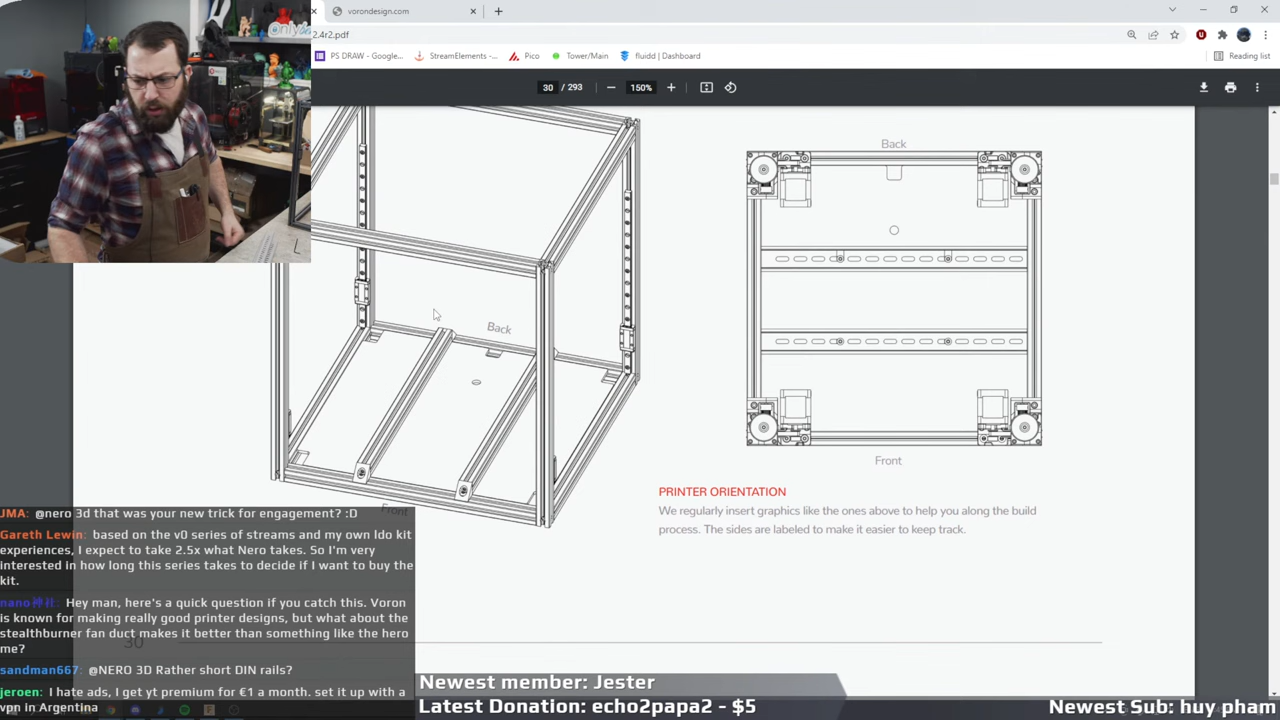 vorondesign.com
2.4r2.pdf
PS DRAW - Google...
StreamElements -...
Pico
Tower/Main
fluidd | Dashboard
Reading list
30 / 293
150%
Back
Back
Front
Front
PRINTER ORIENTATION
We regularly insert graphics like the ones above to help you along the build
process. The sides are labeled to make it easier to keep track.
30
JMA: @nero 3d that was your new trick for engagement? :D
Gareth Lewin: based on the v0 series of streams and my own ldo kit
experiences, I expect to take 2.5x what Nero takes. So I'm very
interested in how long this series takes to decide if I want to buy the
kit.
Hey man, here's a quick question if you catch this. Voron
is known for making really good printer designs, but what about the
stealthburner fan duct makes it better than something like the hero
me?
sandman667: @NERO 3D Rather short DIN rails?
jeroen: I hate ads, I get yt premium for €1 a month. set it up with a
vpn in Argentina
Newest member: Jester
Latest Donation: echo2papa2 - $5
Newest Sub: huy pham